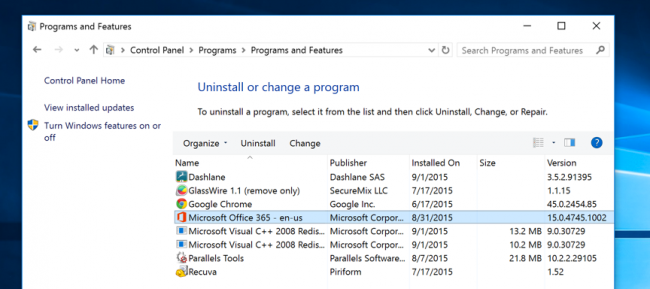 Programs and Features
Control Panel > Programs > Programs and Features
Search Programs and Features
Control Panel Home
View installed updates
Turn Windows features on or
off
Uninstall or change a program
To uninstall a program, select it from the list and then click Uninstall, Change, or Repair.
Organize Uninstall Change
Name Publisher Installed On Size Version
Dashlane Dashlane SAS 9/1/2015 3.5.2.91395
GlassWire 1.1 (remove only) SecureMix LLC 7/17/2015 1.1.15
Google Chrome Google Inc. 6/17/2015 45.0.2454.85
Microsoft Office 365 - en-us Microsoft Corpor... 8/31/2015 15.0.4745.1002
Microsoft Visual C++ 2008 Redis... Microsoft Corpor... 9/1/2015 13.2 MB 9.0.30729
Microsoft Visual C++ 2008 Redis... Microsoft Corpor... 9/1/2015 10.2 MB 9.0.30729
Parallels Tools Parallels Software... 8/7/2015 21.8 MB 10.2.2.29105
Recuva Piriform 7/17/2015 1.52